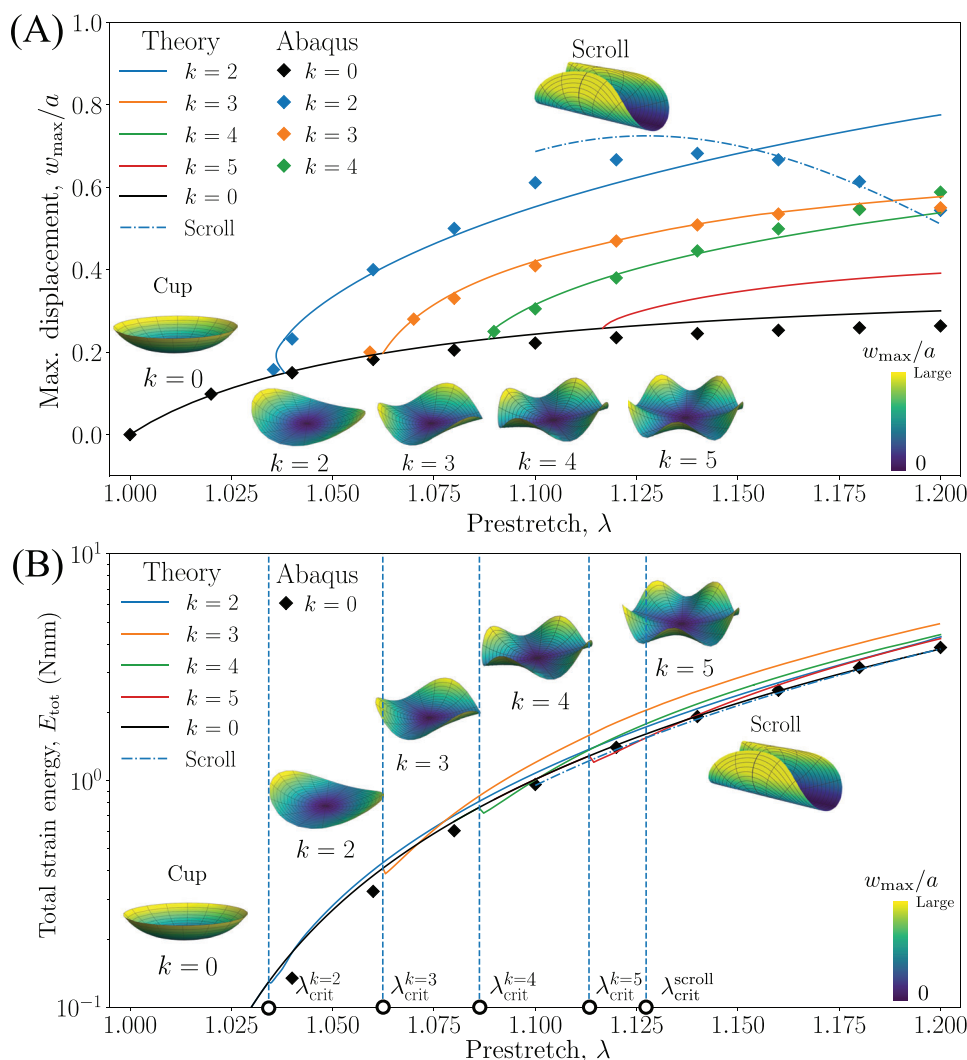 (A)
Theory
k = 2
k = 3
k = 4
k = 5
k = 0
Scroll
Abaqus
k = 0
k = 2
k = 3
k = 4
Scroll
Cup
k = 0
k = 2
k = 3
k = 4
k = 5
w_max/a
Large
0
Max. displacement, w_max/a
1.0
0.8
0.6
0.4
0.2
0.0
1.000 1.025 1.050 1.075 1.100 1.125 1.150 1.175 1.200
Prestretch, λ
(B)
Theory
k = 2
k = 3
k = 4
k = 5
k = 0
Scroll
Abaqus
k = 0
k = 5
k = 4
k = 3
k = 2
Scroll
Cup
k = 0
w_max/a
Large
0
λ_crit^{k=2} λ_crit^{k=3} λ_crit^{k=4} λ_crit^{k=5} λ_crit^{scroll}
Total strain energy, E_tot (Nmm)
10^1
10^0
10^{-1}
1.000 1.025 1.050 1.075 1.100 1.125 1.150 1.175 1.200
Prestretch, λ